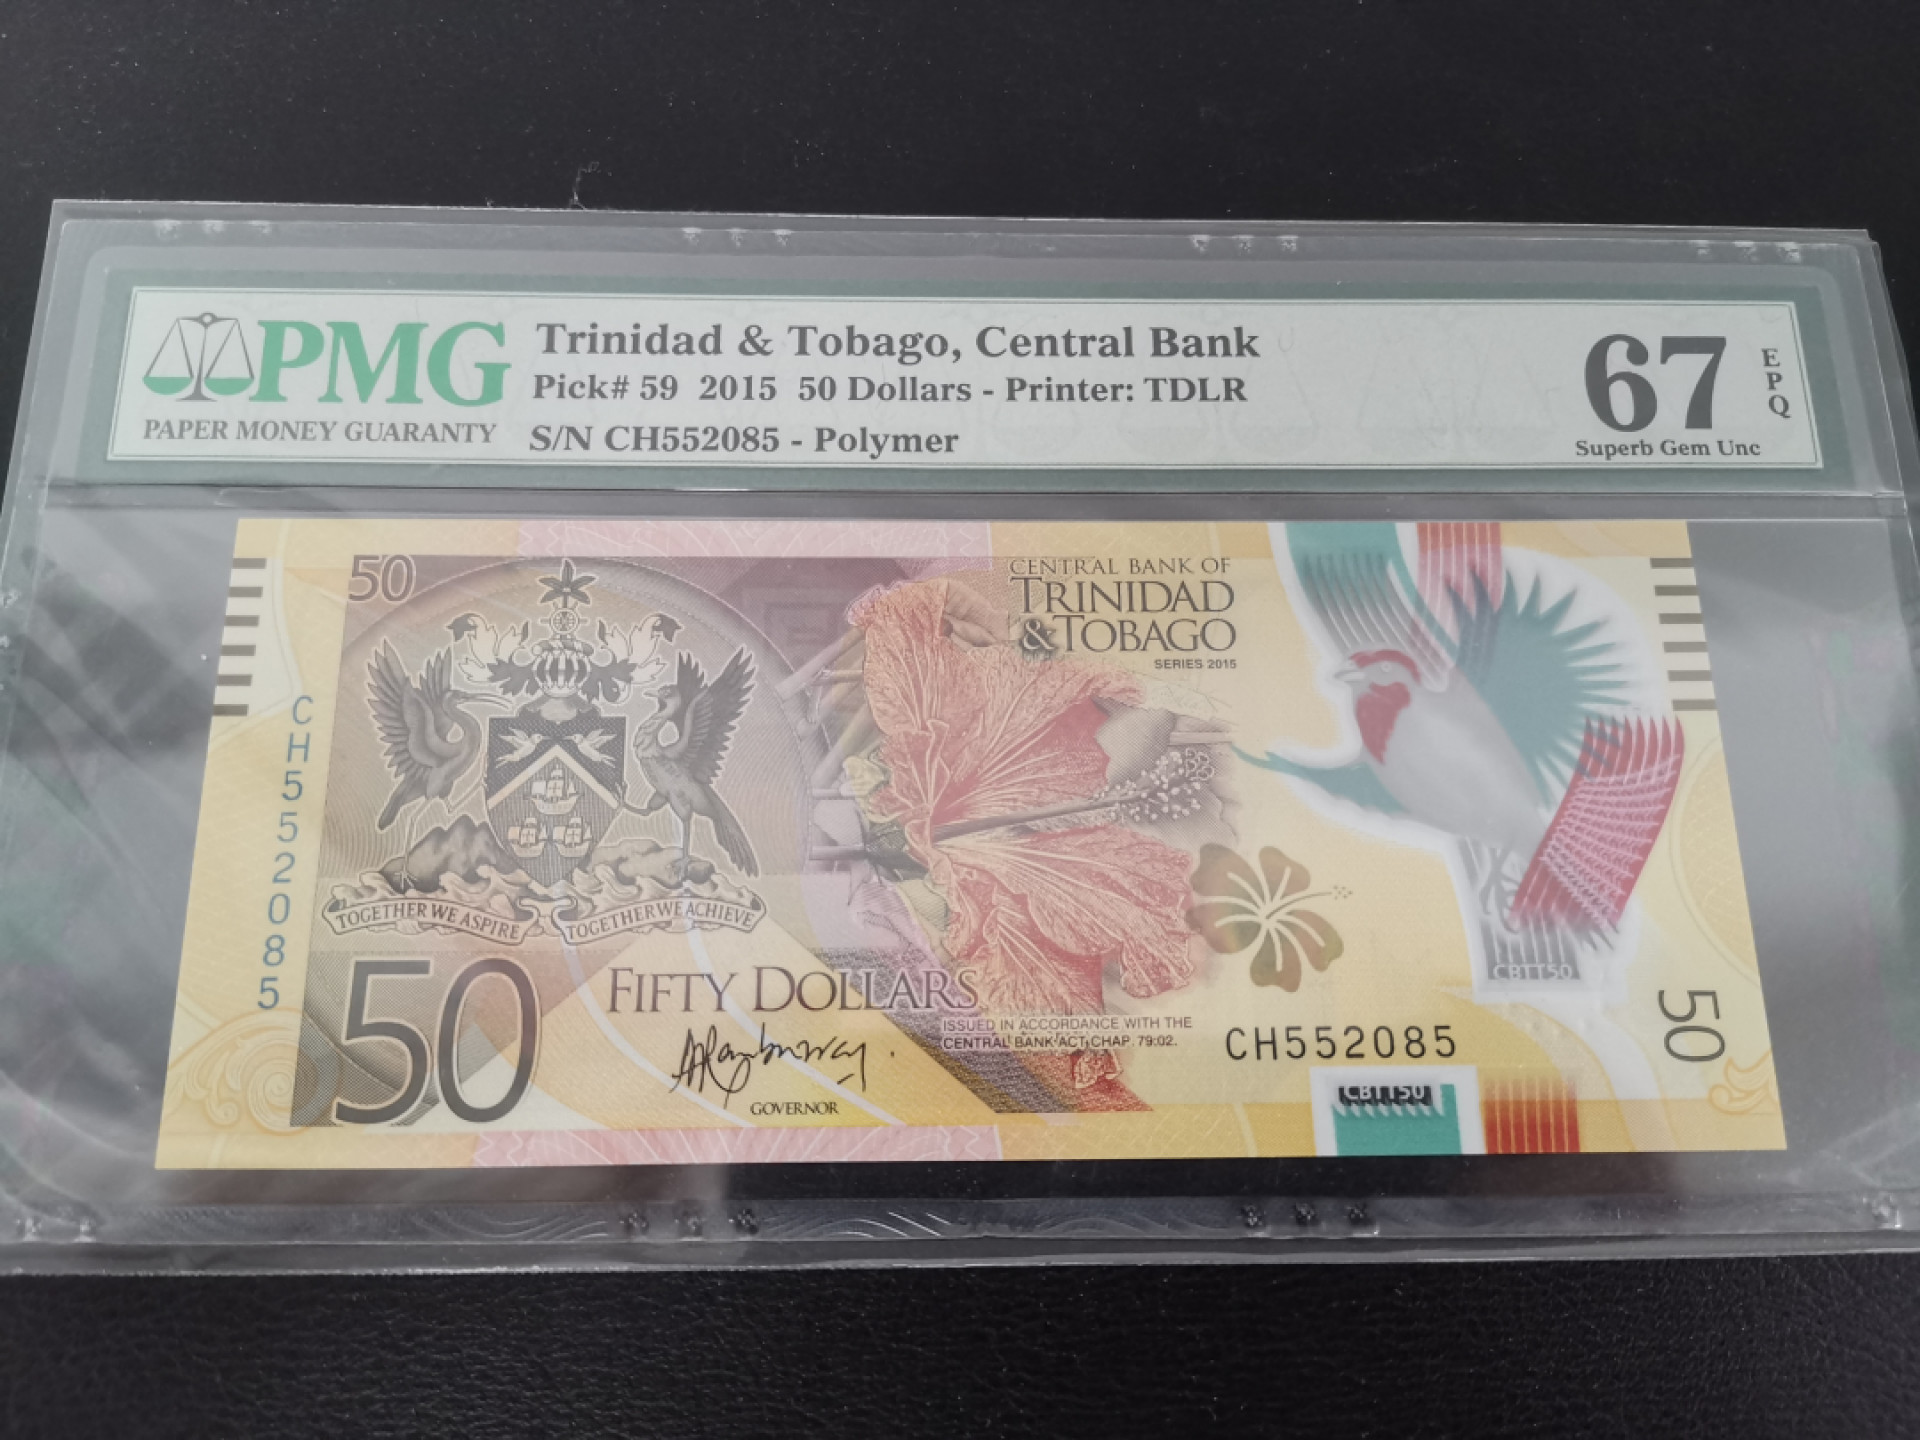 PMG
PAPER MONEY GUARANTY
Trinidad & Tobago, Central Bank
Pick# 59 2015 50 Dollars - Printer: TDLR
S/N CH552085 - Polymer
67
EPQ
Superb Gem Unc
50
CENTRAL BANK OF
TRINIDAD
& TOBAGO
SERIES 2015
CH552085
TOGETHER WE ASPIRE
TOGETHER WE ACHIEVE
50
FIFTY DOLLARS
ISSUED IN ACCORDANCE WITH THE
CENTRAL BANK ACT, CHAP. 79:02.
GOVERNOR
CH552085
CBTT50
CBTT50
50